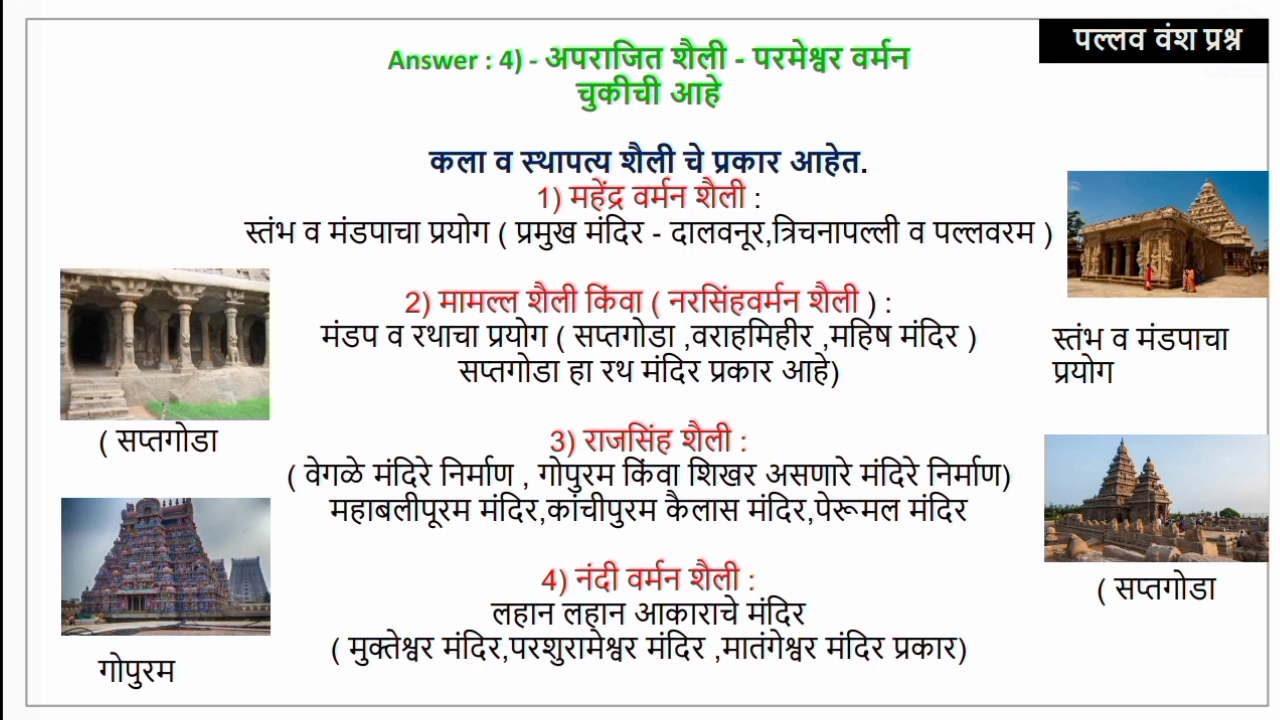 पल्लव वंश प्रश्न
Answer : 4) - अपराजित शैली - परमेश्वर वर्मन
चुकीची आहे
कला व स्थापत्य शैली चे प्रकार आहेत.
1) महेंद्र वर्मन शैली :
स्तंभ व मंडपाचा प्रयोग ( प्रमुख मंदिर - दालवनूर,त्रिचनापल्ली व पल्लवरम )
2) मामल्ल शैली किंवा ( नरसिंहवर्मन शैली ) :
मंडप व रथाचा प्रयोग ( सप्तगोडा ,वराहमिहीर ,महिष मंदिर )
सप्तगोडा हा रथ मंदिर प्रकार आहे)
स्तंभ व मंडपाचा
प्रयोग
( सप्तगोडा
3) राजसिंह शैली :
( वेगळे मंदिरे निर्माण , गोपुरम किंवा शिखर असणारे मंदिरे निर्माण)
महाबलीपूरम मंदिर,कांचीपुरम कैलास मंदिर,पेरूमल मंदिर
4) नंदी वर्मन शैली :
लहान लहान आकाराचे मंदिर
( मुक्तेश्वर मंदिर,परशुरामेश्वर मंदिर ,मातंगेश्वर मंदिर प्रकार)
( सप्तगोडा
गोपुरम